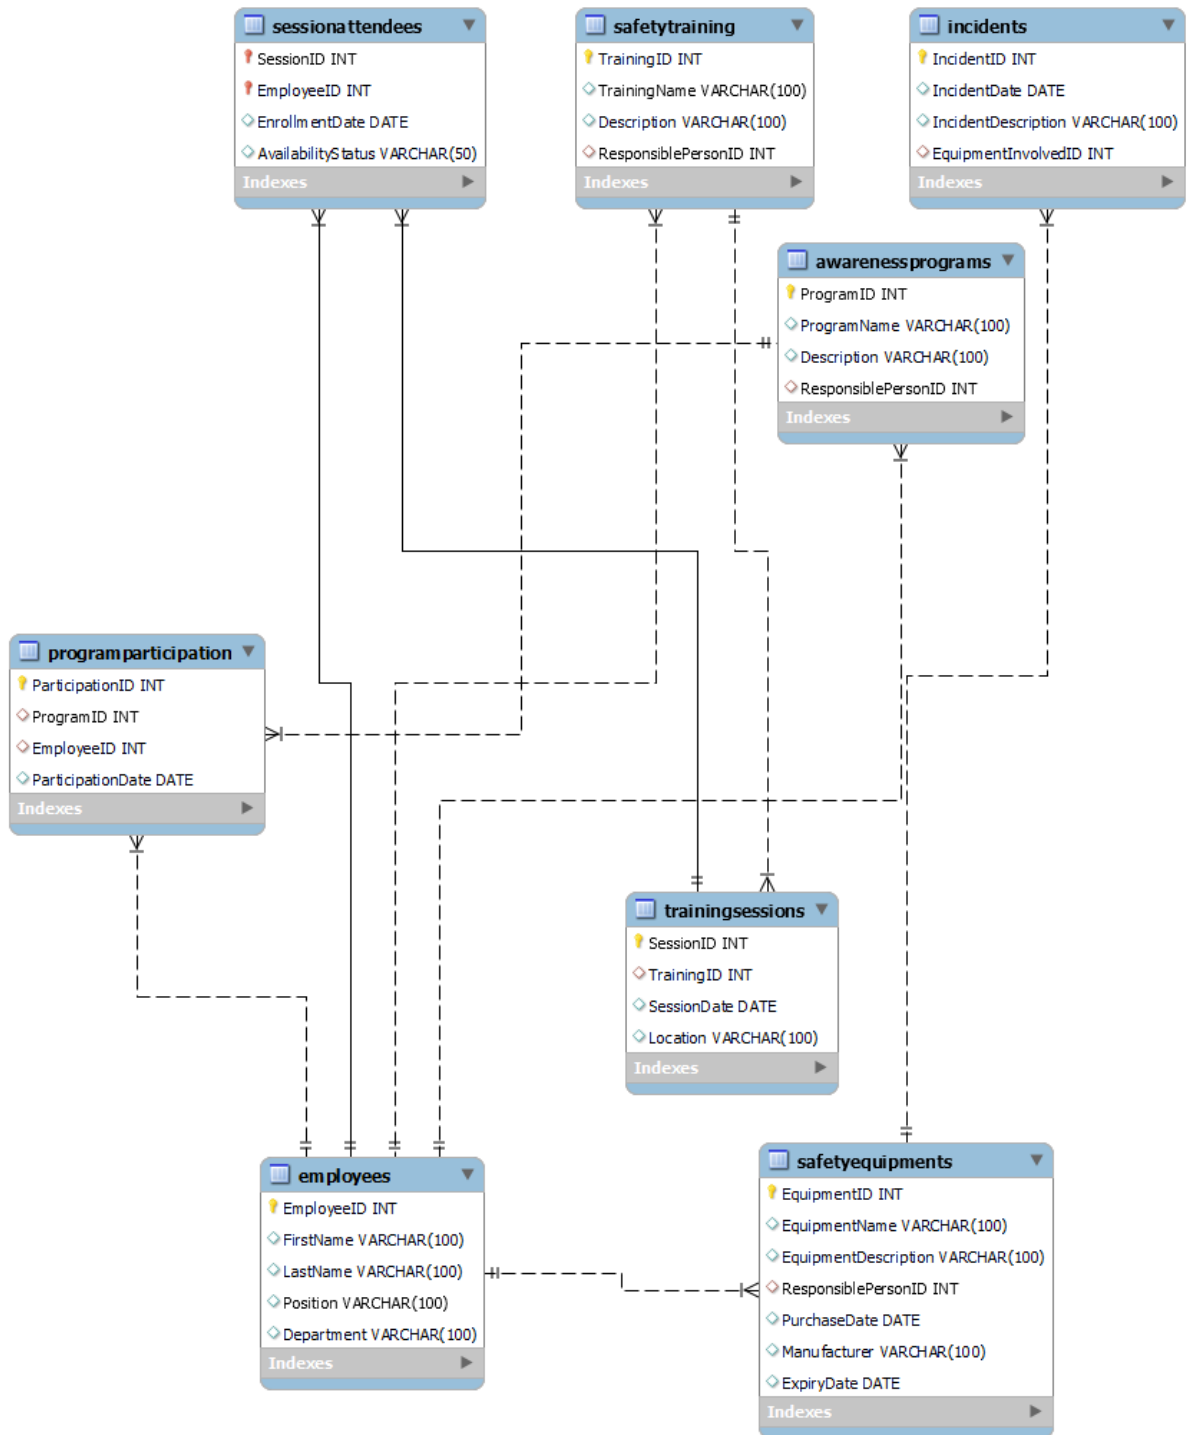 sessionattendees
SessionID INT
EmployeeID INT
EnrollmentDate DATE
AvailabilityStatus VARCHAR(50)
Indexes
safetytraining
TrainingID INT
TrainingName VARCHAR(100)
Description VARCHAR(100)
ResponsiblePersonID INT
Indexes
incidents
IncidentID INT
IncidentDate DATE
IncidentDescription VARCHAR(100)
EquipmentInvolvedID INT
Indexes
awarenessprograms
ProgramID INT
ProgramName VARCHAR(100)
Description VARCHAR(100)
ResponsiblePersonID INT
Indexes
programparticipation
ParticipationID INT
ProgramID INT
EmployeeID INT
ParticipationDate DATE
Indexes
trainingsessions
SessionID INT
TrainingID INT
SessionDate DATE
Location VARCHAR(100)
Indexes
employees
EmployeeID INT
FirstName VARCHAR(100)
LastName VARCHAR(100)
Position VARCHAR(100)
Department VARCHAR(100)
Indexes
safetyequipments
EquipmentID INT
EquipmentName VARCHAR(100)
EquipmentDescription VARCHAR(100)
ResponsiblePersonID INT
PurchaseDate DATE
Manufacturer VARCHAR(100)
ExpiryDate DATE
Indexes